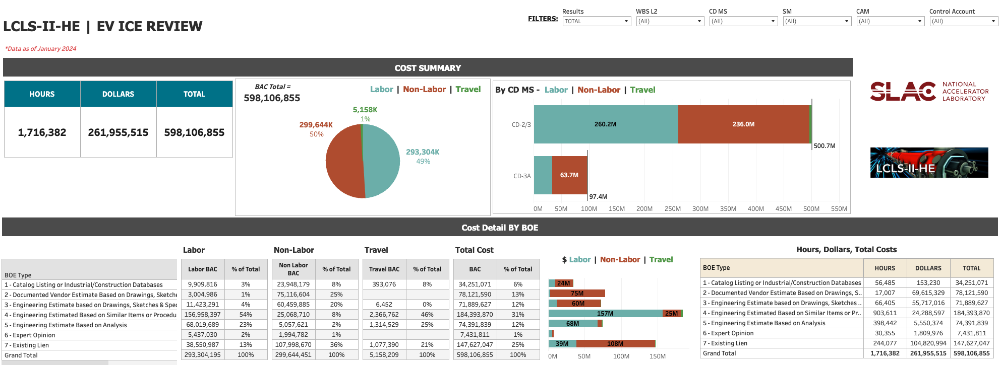 Results WBS L2 CD MS SM CAM Control Account
FILTERS: TOTAL (All) (All) (All) (All) (All)
LCLS-II-HE | EV ICE REVIEW
*Data as of January 2024
COST SUMMARY
HOURS DOLLARS TOTAL
1,716,382 261,955,515 598,106,855
BAC Total =
598,106,855
Labor | Non-Labor | Travel
5,158K
1%
299,644K
50%
293,304K
49%
By CD MS - Labor | Non-Labor | Travel
CD-2/3 260.2M 236.0M
500.7M
CD-3A 63.7M
97.4M
0M 50M 100M 150M 200M 250M 300M 350M 400M 450M 500M 550M
SLAC NATIONAL
ACCELERATOR
LABORATORY
LCLS-II-HE
Cost Detail BY BOE
Labor Non-Labor Travel Total Cost
BOE Type Labor BAC % of Total Non Labor BAC % of Total Travel BAC % of Total BAC % of Total
1 - Catalog Listing or Industrial/Construction Databases 9,909,816 3% 23,948,179 8% 393,076 8% 34,251,071 6%
2 - Documented Vendor Estimate Based on Drawings, Sketche 3,004,986 1% 75,116,604 25% 78,121,590 13%
3 - Engineering Estimate based on Drawings, Sketches & Spec 11,423,291 4% 60,459,885 20% 6,452 0% 71,889,627 12%
4 - Engineering Estimated Based on Similar Items or Procedu 156,958,397 54% 25,068,710 8% 2,366,762 46% 184,393,870 31%
5 - Engineering Estimate Based on Analysis 68,019,689 23% 5,057,621 2% 1,314,529 25% 74,391,839 12%
6 - Expert Opinion 5,437,030 2% 1,994,782 1% 7,431,811 1%
7 - Existing Lien 38,550,987 13% 107,998,670 36% 1,077,390 21% 147,627,047 25%
Grand Total 293,304,195 100% 299,644,451 100% 5,158,209 100% 598,106,855 100%
$ Labor | Non-Labor | Travel
24M
75M
60M
157M 25M
68M
39M 108M
0M 50M 100M 150M
Hours, Dollars, Total Costs
BOE Type HOURS DOLLARS TOTAL
1 - Catalog Listing or Industrial/Construction Databases 56,485 153,230 34,251,071
2 - Documented Vendor Estimate Based on Drawings, S.. 17,007 69,615,329 78,121,590
3 - Engineering Estimate based on Drawings, Sketches .. 66,405 55,717,016 71,889,627
4 - Engineering Estimated Based on Similar Items or Pr.. 903,611 24,288,597 184,393,870
5 - Engineering Estimate Based on Analysis 398,442 5,550,374 74,391,839
6 - Expert Opinion 30,355 1,809,976 7,431,811
7 - Existing Lien 244,077 104,820,994 147,627,047
Grand Total 1,716,382 261,955,515 598,106,855